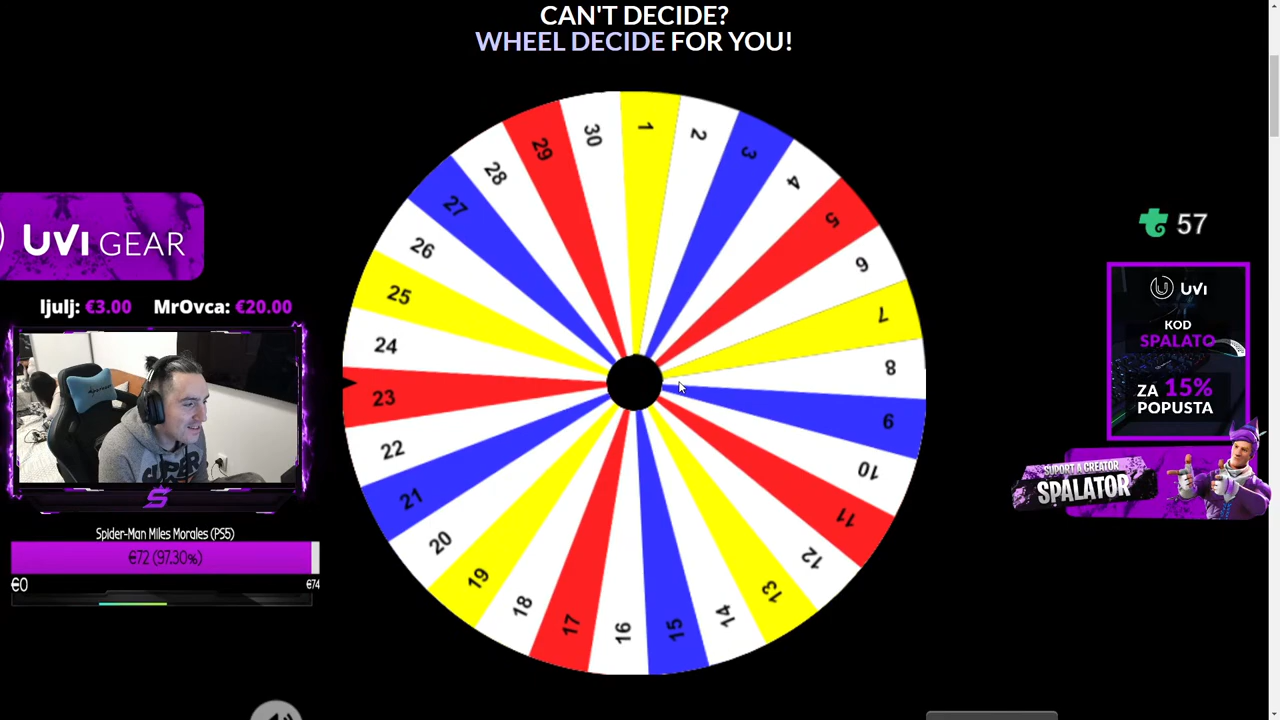 CAN'T DECIDE?
WHEEL DECIDE FOR YOU!
1
2
3
4
5
6
7
8
9
10
11
12
13
14
15
16
17
18
19
20
21
22
23
24
25
26
27
28
29
30
UVI GEAR
ljulj: €3.00 MrOvca: €20.00
SUPER
Spider-Man Miles Morales (PS5)
€72 (97.30%)
€0 €74
57
UVI
KOD
SPALATO
ZA 15%
POPUSTA
SUPORT A CREATOR
SPALATOR